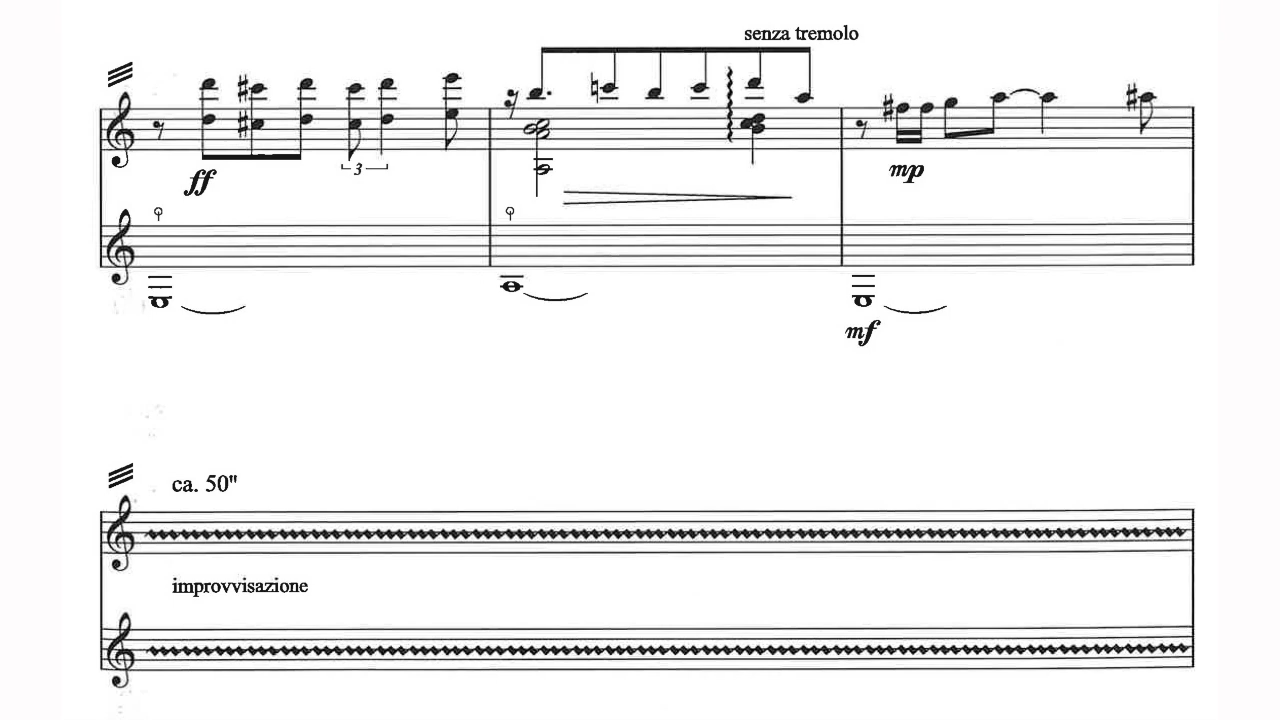 senza tremolo
3
ff
mp
mf
ca. 50"
improvvisazione